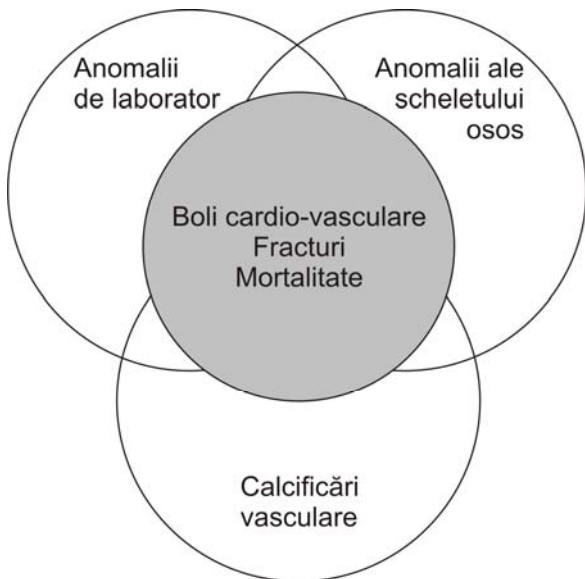 Anomalii
de laborator
Anomalii ale
scheletului
osos
Boli cardio-vasculare
Fracturi
Mortalitate
Calcificări
vasculare